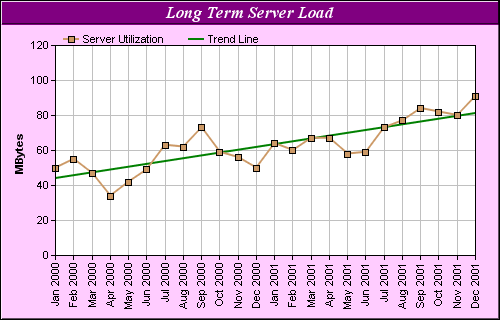 Long Term Server Load
Server Utilization Trend Line
MBytes
120
100
80
60
40
20
0
Jan 2000
Feb 2000
Mar 2000
Apr 2000
May 2000
Jun 2000
Jul 2000
Aug 2000
Sep 2000
Oct 2000
Nov 2000
Dec 2000
Jan 2001
Feb 2001
Mar 2001
Apr 2001
May 2001
Jun 2001
Jul 2001
Aug 2001
Sep 2001
Oct 2001
Nov 2001
Dec 2001